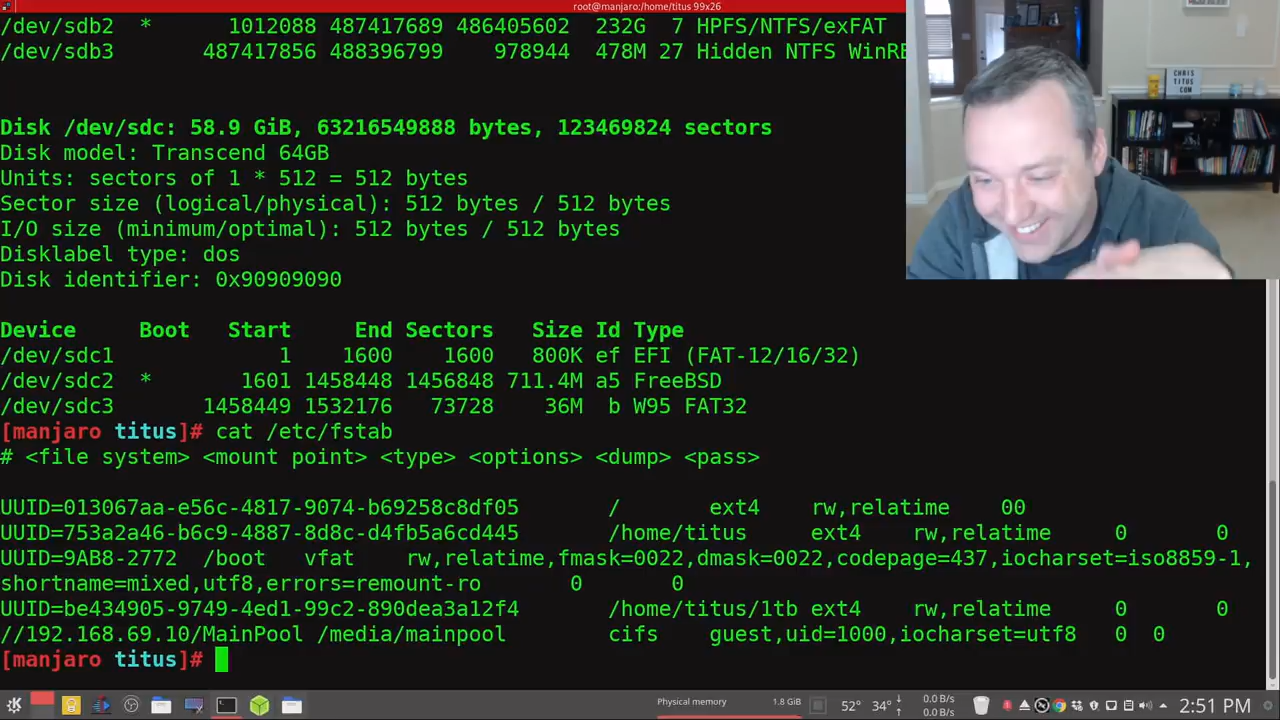 root@manjaro:/home/titus 99x26
/dev/sdb2 * 1012088 487417689 486405602 232G 7 HPFS/NTFS/exFAT
/dev/sdb3 487417856 488396799 978944 478M 27 Hidden NTFS WinRE
CHRIS
TITUS
COM
Disk /dev/sdc: 58.9 GiB, 63216549888 bytes, 123469824 sectors
Disk model: Transcend 64GB
Units: sectors of 1 * 512 = 512 bytes
Sector size (logical/physical): 512 bytes / 512 bytes
I/O size (minimum/optimal): 512 bytes / 512 bytes
Disklabel type: dos
Disk identifier: 0x90909090
Device Boot Start End Sectors Size Id Type
/dev/sdc1 1 1600 1600 800K ef EFI (FAT-12/16/32)
/dev/sdc2 * 1601 1458448 1456848 711.4M a5 FreeBSD
/dev/sdc3 1458449 1532176 73728 36M b W95 FAT32
[manjaro titus]# cat /etc/fstab
# <file system> <mount point> <type> <options> <dump> <pass>
UUID=013067aa-e56c-4817-9074-b69258c8df05 / ext4 rw,relatime 00
UUID=753a2a46-b6c9-4887-8d8c-d4fb5a6cd445 /home/titus ext4 rw,relatime 0 0
UUID=9AB8-2772 /boot vfat rw,relatime,fmask=0022,dmask=0022,codepage=437,iocharset=iso8859-1,
shortname=mixed,utf8,errors=remount-ro 0 0
UUID=be434905-9749-4ed1-99c2-890dea3a12f4 /home/titus/1tb ext4 rw,relatime 0 0
//192.168.69.10/MainPool /media/mainpool cifs guest,uid=1000,iocharset=utf8 0 0
[manjaro titus]#
Physical memory 1.8 GiB 52° 34° 0.0 B/s 2:51 PM
0.0 B/s